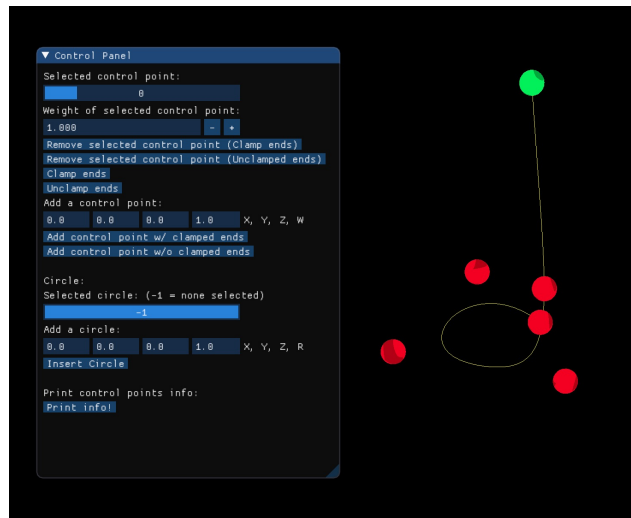 Control Panel
Selected control point:
0
Weight of selected control point:
1.000 - +
Remove selected control point (Clamp ends)
Remove selected control point (Unclamped ends)
Clamp ends
Unclamp ends
Add a control point:
0.0 0.0 0.0 1.0 X, Y, Z, W
Add control point w/ clamped ends
Add control point w/o clamped ends
Circle:
Selected circle: (-1 = none selected)
-1
Add a circle:
0.0 0.0 0.0 1.0 X, Y, Z, R
Insert Circle
Print control points info:
Print info!